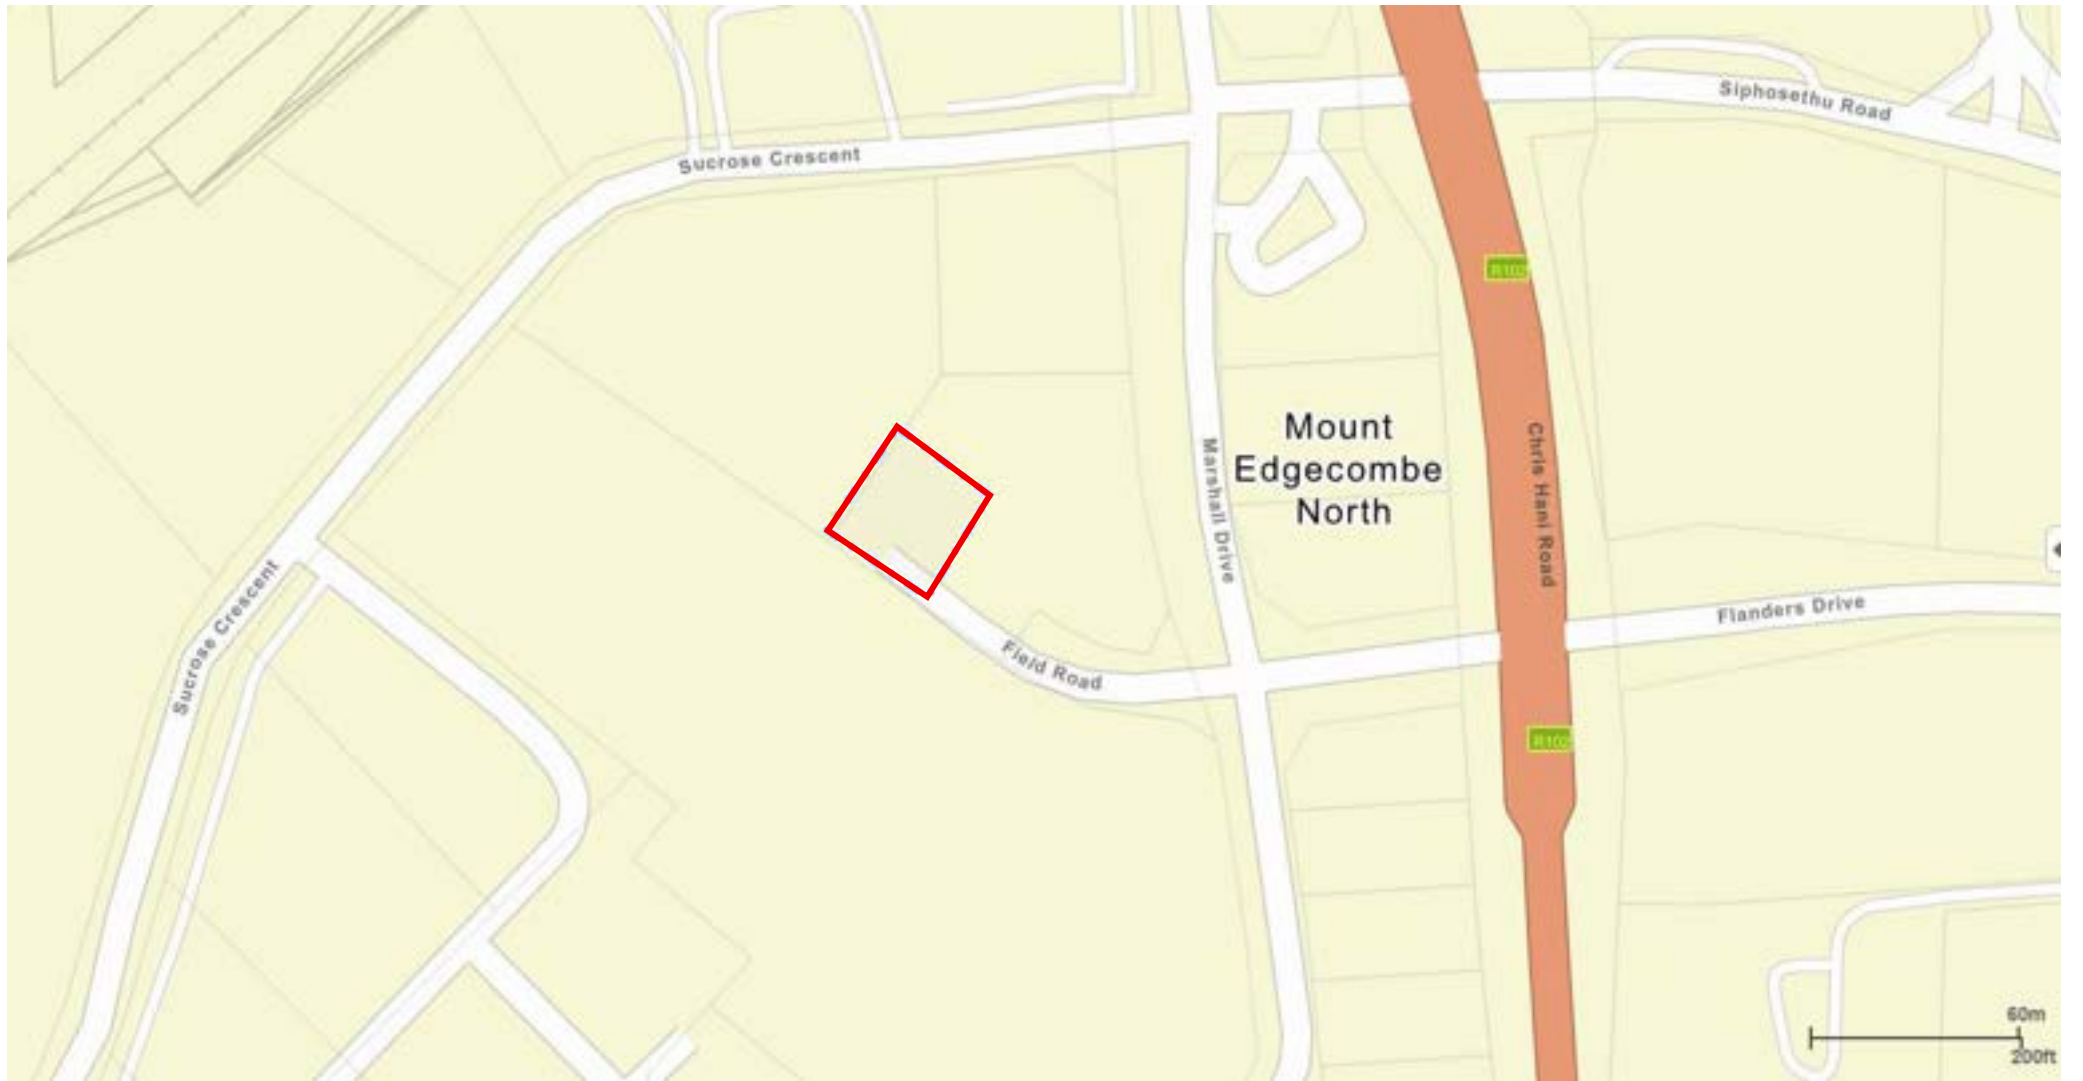 Siphosethu Road
Sucrose Crescent
R102
Mount
Edgecombe
North
Marshall Drive
Chris Hani Road
Sucrose Crescent
Flanders Drive
Field Road
R102
60m
200ft